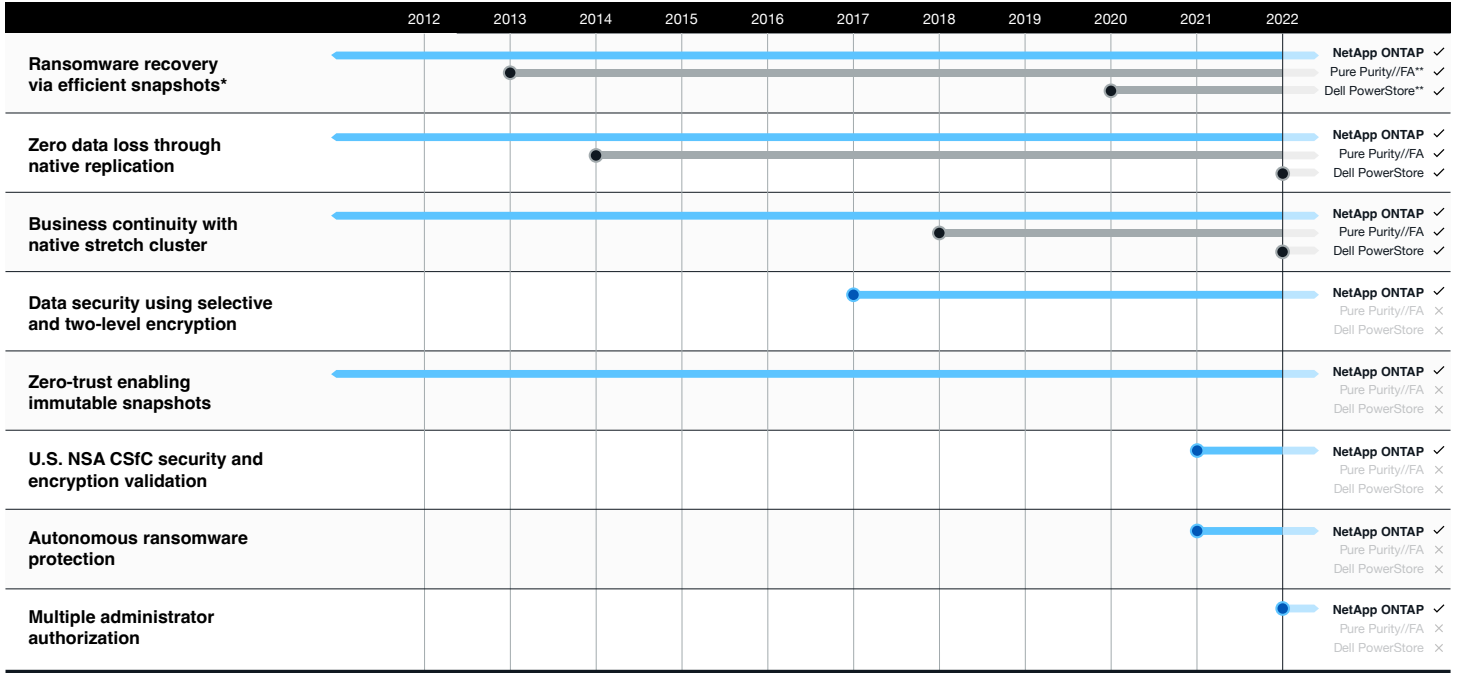 2012 2013 2014 2015 2016 2017 2018 2019 2020 2021 2022
Ransomware recovery
via efficient snapshots*
NetApp ONTAP ✓
Pure Purity//FA** ✓
Dell PowerStore** ✓
Zero data loss through
native replication
NetApp ONTAP ✓
Pure Purity//FA ✓
Dell PowerStore ✓
Business continuity with
native stretch cluster
NetApp ONTAP ✓
Pure Purity//FA ✓
Dell PowerStore ✓
Data security using selective
and two-level encryption
NetApp ONTAP ✓
Pure Purity//FA ×
Dell PowerStore ×
Zero-trust enabling
immutable snapshots
NetApp ONTAP ✓
Pure Purity//FA ×
Dell PowerStore ×
U.S. NSA CSfC security and
encryption validation
NetApp ONTAP ✓
Pure Purity//FA ×
Dell PowerStore ×
Autonomous ransomware
protection
NetApp ONTAP ✓
Pure Purity//FA ×
Dell PowerStore ×
Multiple administrator
authorization
NetApp ONTAP ✓
Pure Purity//FA ×
Dell PowerStore ×